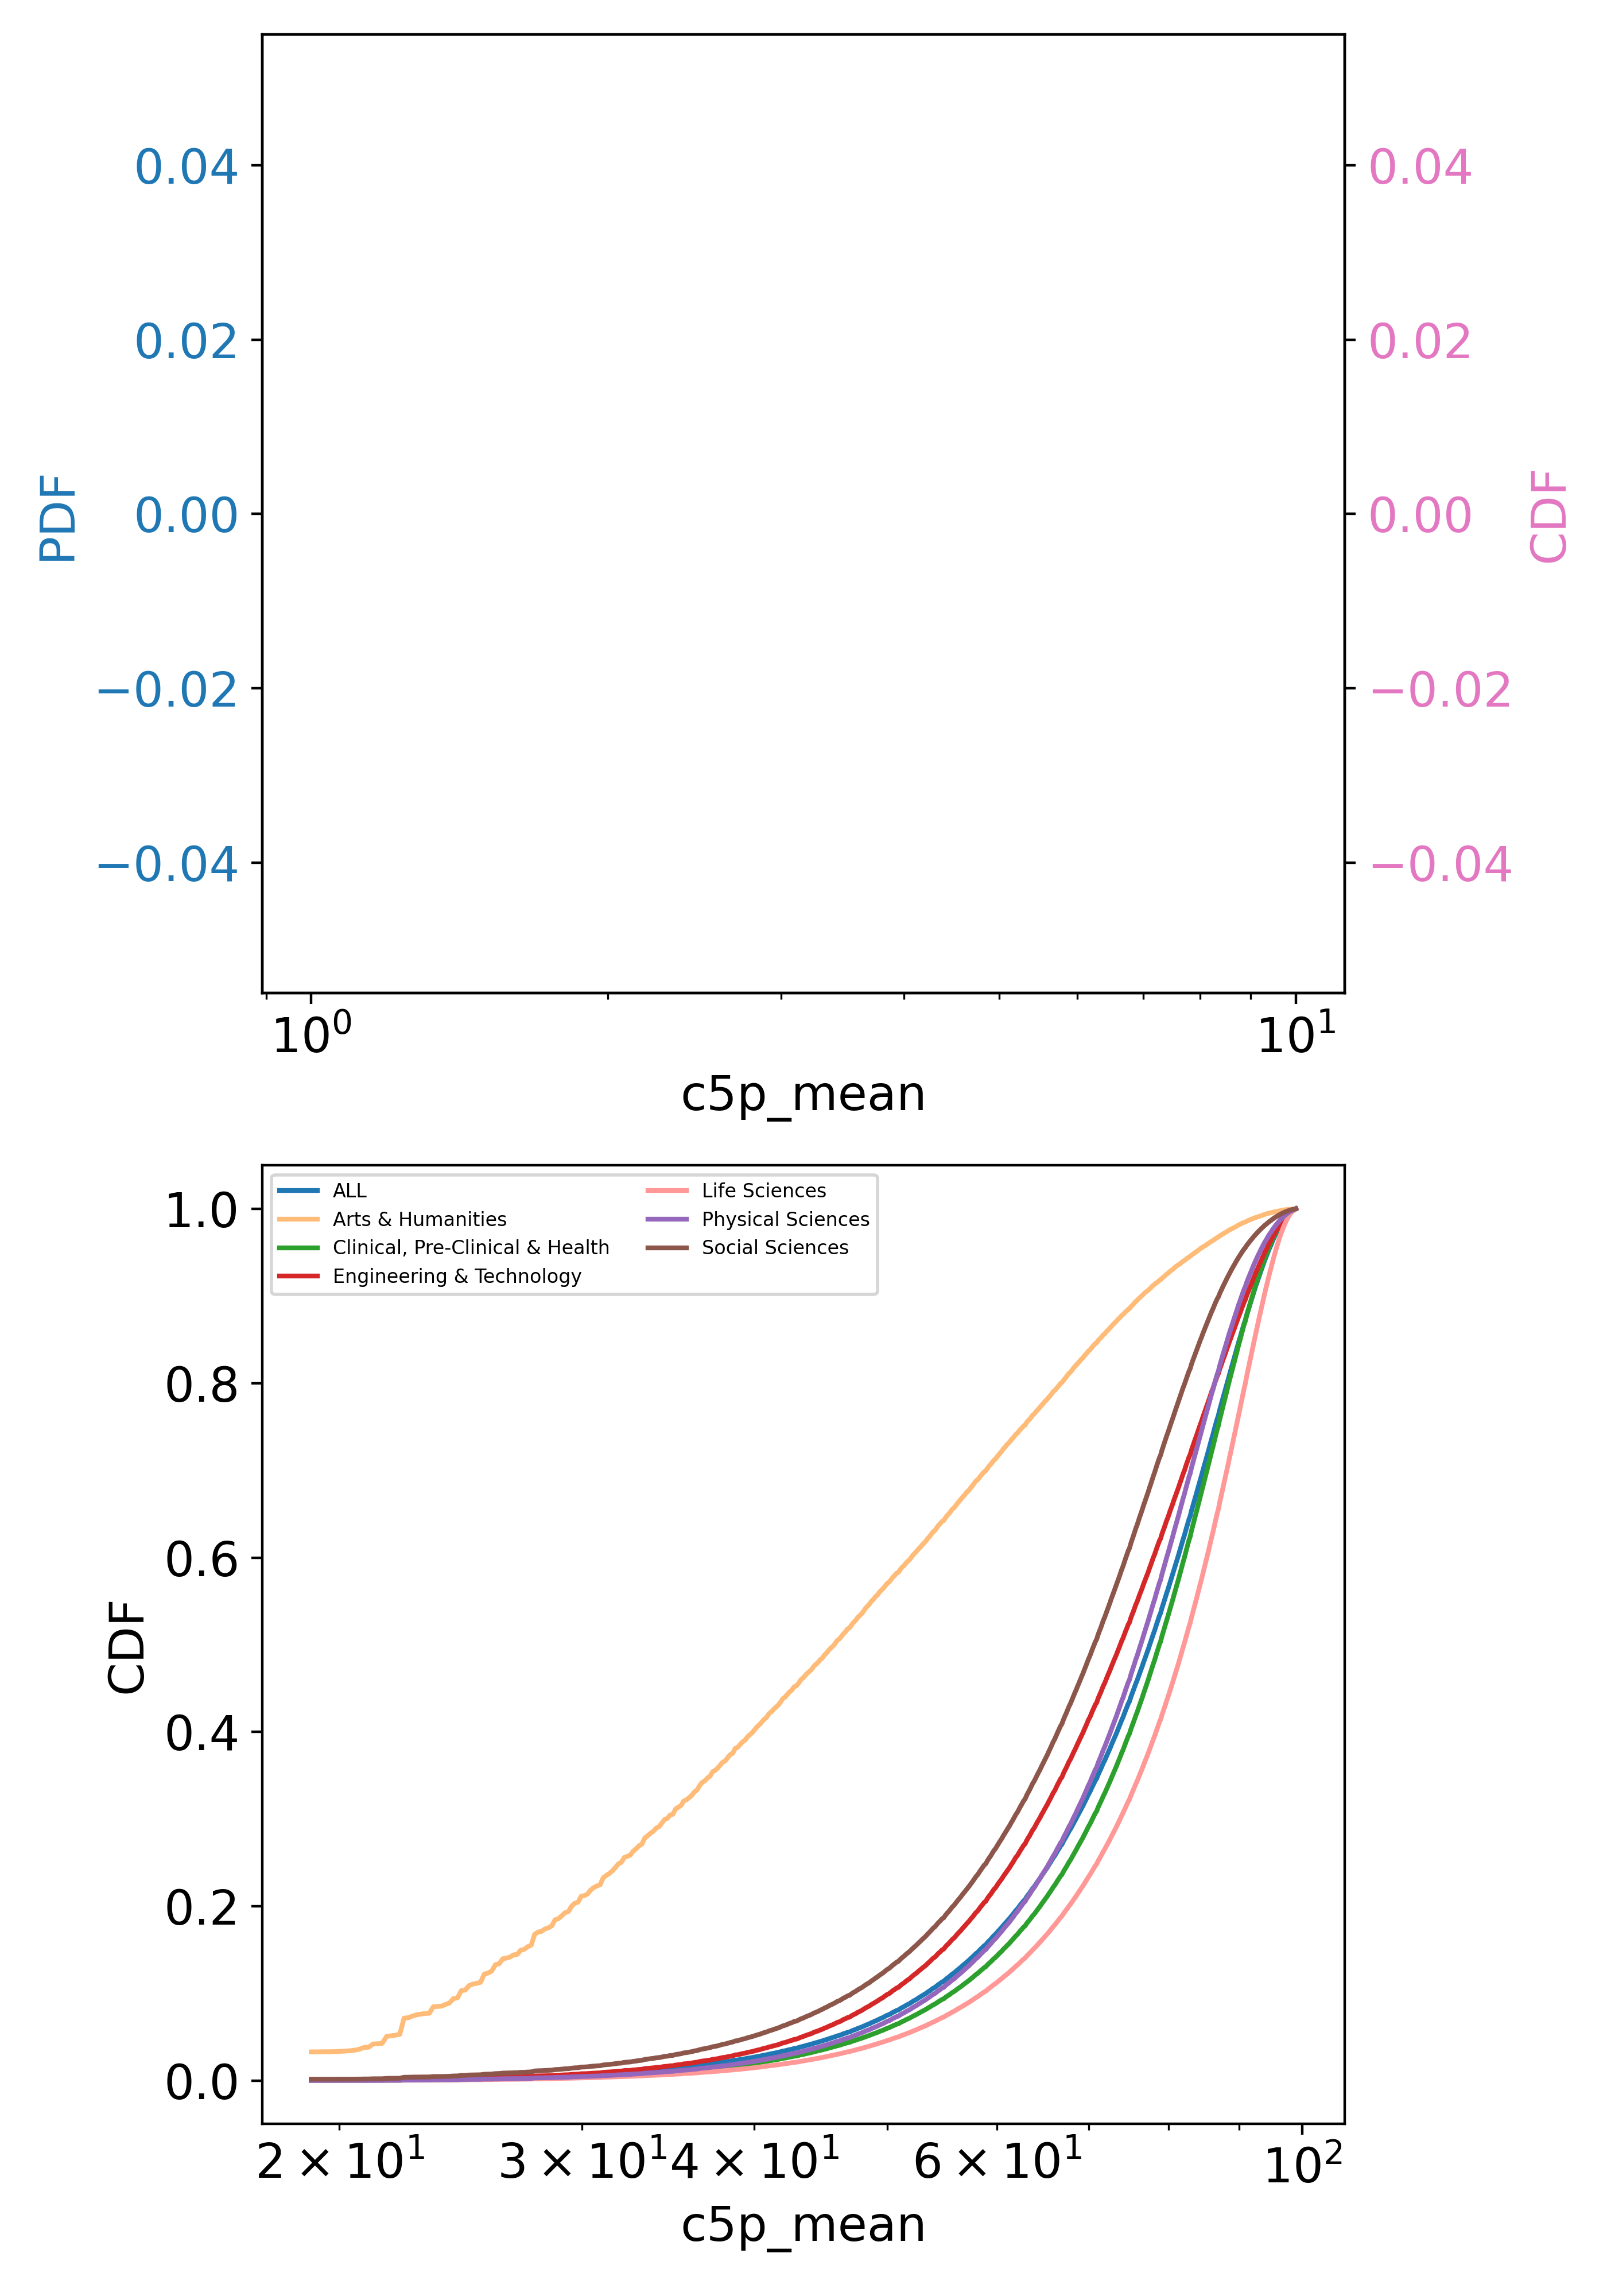 0.04
0.02
0.00
−0.02
−0.04
PDF
0.04
0.02
0.00
−0.02
−0.04
CDF
10⁰
10¹
c5p_mean
ALL
Arts & Humanities
Clinical, Pre-Clinical & Health
Engineering & Technology
Life Sciences
Physical Sciences
Social Sciences
1.0
0.8
0.6
0.4
0.2
0.0
CDF
2 × 10¹
3 × 10¹
4 × 10¹
6 × 10¹
10²
c5p_mean